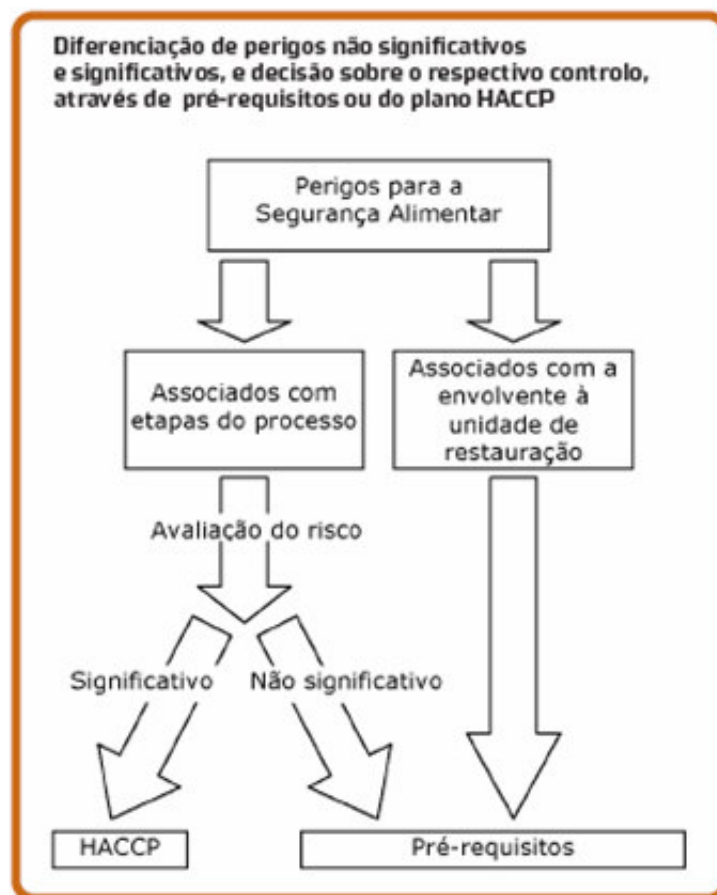 Diferenciação de perigos não significativos
e significativos, e decisão sobre o respectivo controlo,
através de pré-requisitos ou do plano HACCP
Perigos para a
Segurança Alimentar
Associados com
etapas do processo
Associados com a
envolvente à
unidade de
restauração
Avaliação do risco
Significativo
Não significativo
HACCP
Pré-requisitos